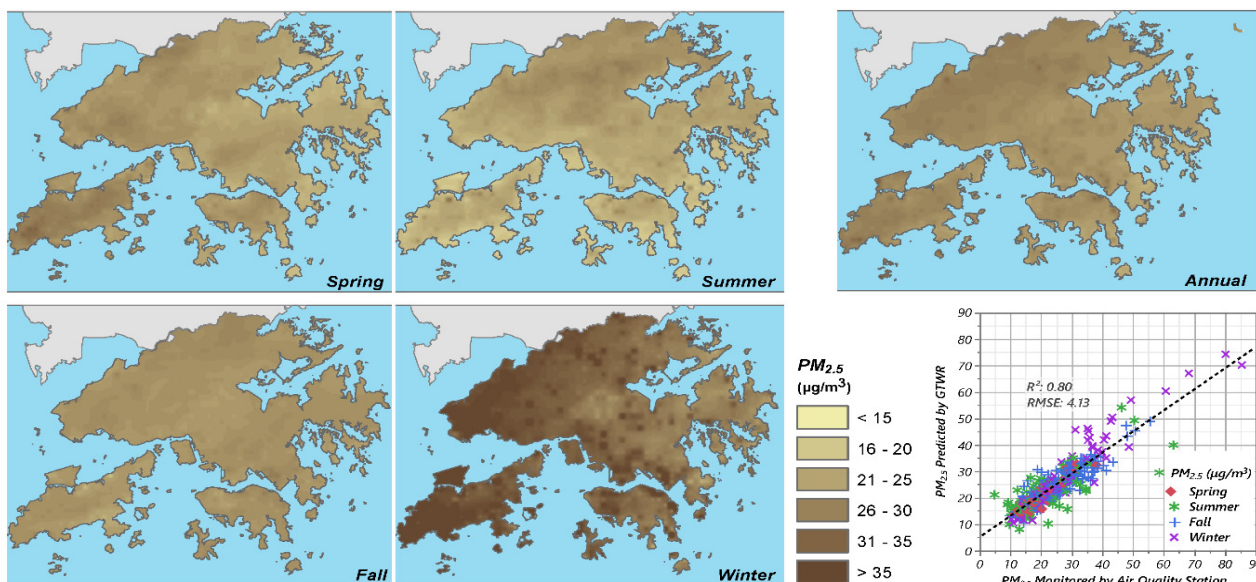 Spring
Summer
Annual
Fall
Winter
PM2.5
(µg/m³)
< 15
16 - 20
21 - 25
26 - 30
31 - 35
> 35
PM2.5 Predicted by GTWR
90
80
70
60
50
40
30
20
10
0
R²: 0.80
RMSE: 4.13
PM2.5 (µg/m³)
Spring
Summer
Fall
Winter
0 10 20 30 40 50 60 70 80 90
PM2.5 Monitored by Air Quality Station